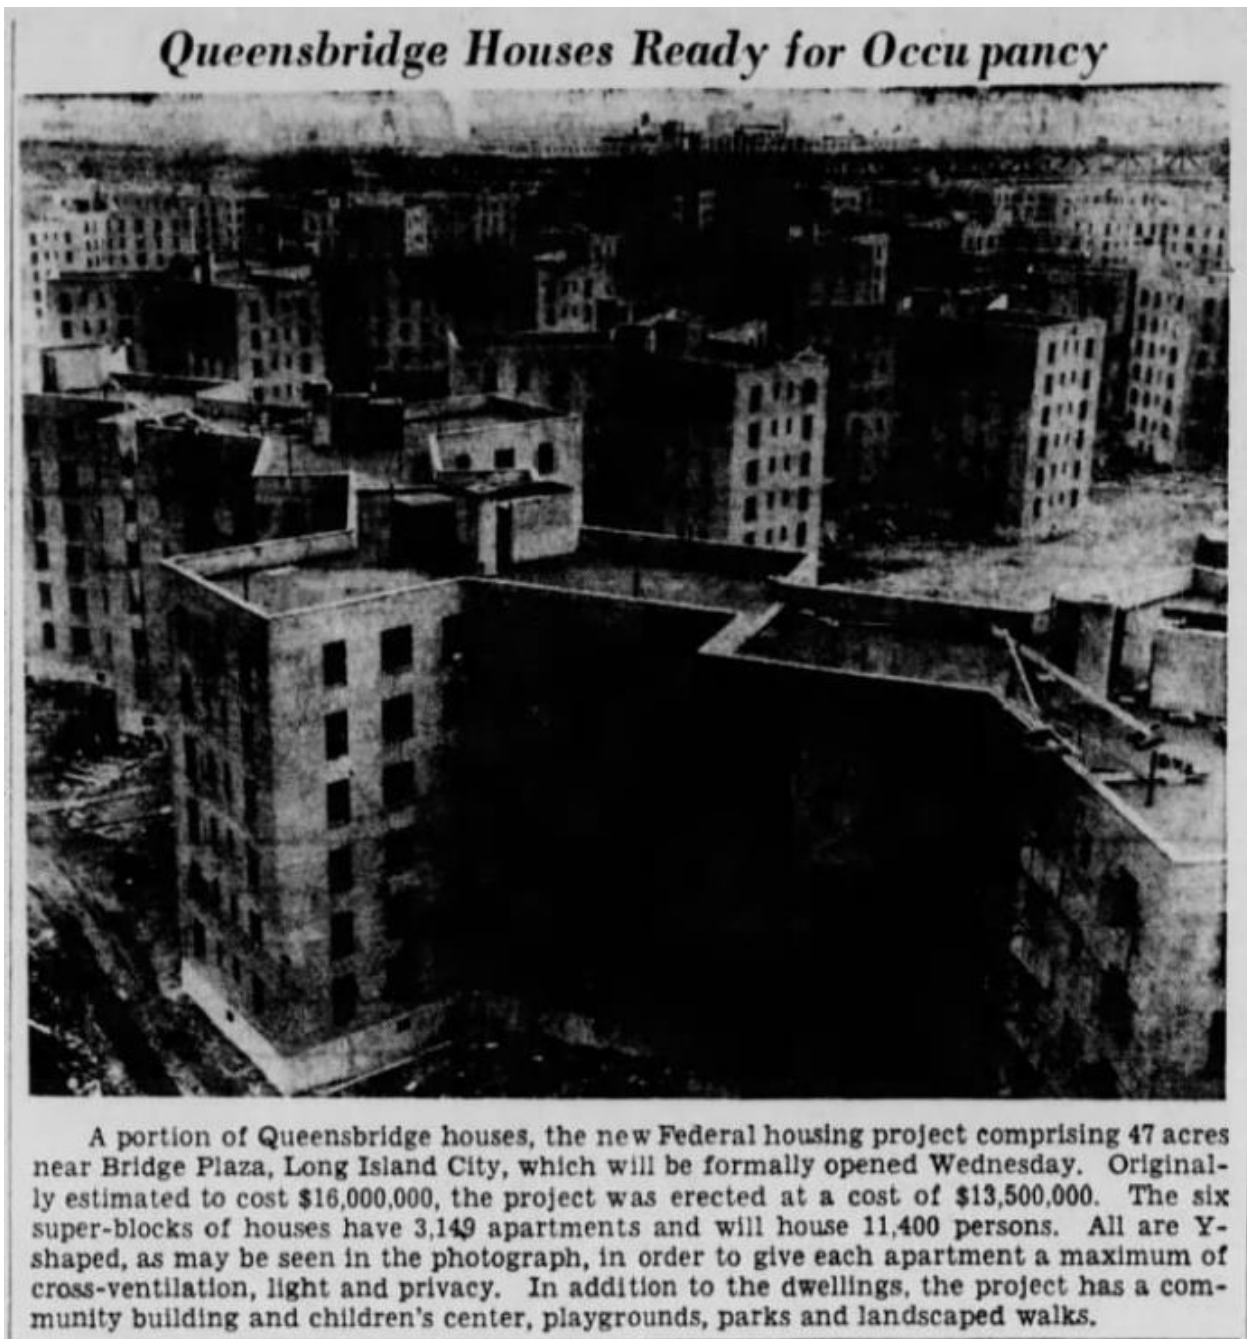 Queensbridge Houses Ready for Occupancy
A portion of Queensbridge houses, the new Federal housing project comprising 47 acres
near Bridge Plaza, Long Island City, which will be formally opened Wednesday. Original-
ly estimated to cost $16,000,000, the project was erected at a cost of $13,500,000. The six
super-blocks of houses have 3,149 apartments and will house 11,400 persons. All are Y-
shaped, as may be seen in the photograph, in order to give each apartment a maximum of
cross-ventilation, light and privacy. In addition to the dwellings, the project has a com-
munity building and children's center, playgrounds, parks and landscaped walks.